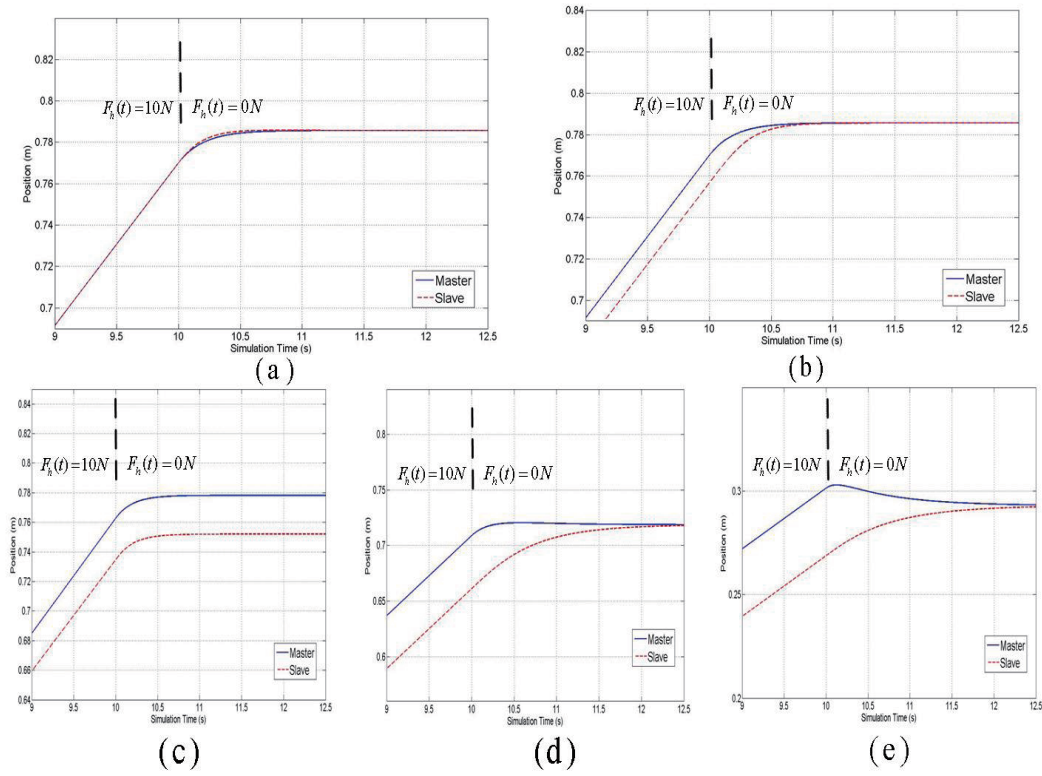 0.82
0.8
0.78
0.76
0.74
0.72
0.7
Position (m)
F_h(t)=10N F_h(t)=0N
Master
Slave
9 9.5 10 10.5 11 11.5 12 12.5
Simulation Time (s)
(a)
0.84
0.82
0.8
0.78
0.76
0.74
0.72
0.7
Position (m)
F_h(t)=10N F_h(t)=0N
Master
Slave
9 9.5 10 10.5 11 11.5 12 12.5
Simulation Time (s)
(b)
0.84
0.82
0.8
0.78
0.76
0.74
0.72
0.7
0.68
0.66
0.64
Position (m)
F_h(t)=10N F_h(t)=0N
Master
Slave
9 9.5 10 10.5 11 11.5 12 12.5
Simulation Time (s)
(c)
0.8
0.75
0.7
0.65
0.6
Position (m)
F_h(t)=10N F_h(t)=0N
Master
Slave
9 9.5 10 10.5 11 11.5 12 12.5
Simulation Time (s)
(d)
0.3
0.25
0.2
Position (m)
F_h(t)=10N F_h(t)=0N
Master
Slave
9 9.5 10 10.5 11 11.5 12 12.5
Simulation Time (s)
(e)